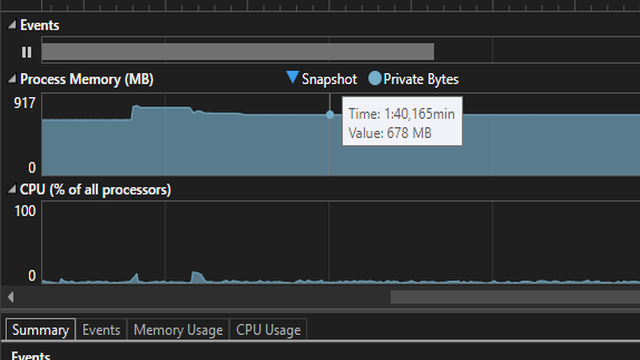 Events
Process Memory (MB)
Snapshot
Private Bytes
917
0
Time: 1:40,165min
Value: 678 MB
CPU (% of all processors)
100
0
Summary
Events
Memory Usage
CPU Usage
Events